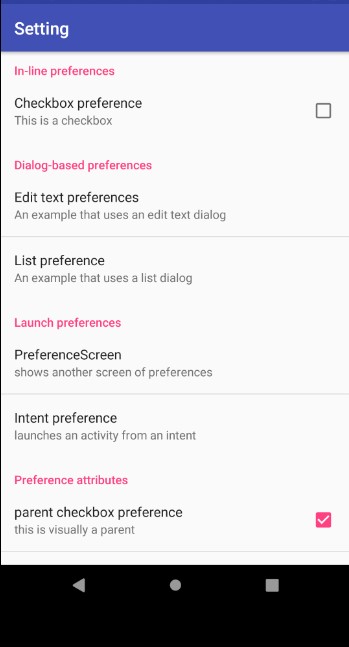 Setting
In-line preferences
Checkbox preference
This is a checkbox
Dialog-based preferences
Edit text preferences
An example that uses an edit text dialog
List preference
An example that uses a list dialog
Launch preferences
PreferenceScreen
shows another screen of preferences
Intent preference
launches an activity from an intent
Preference attributes
parent checkbox preference
this is visually a parent